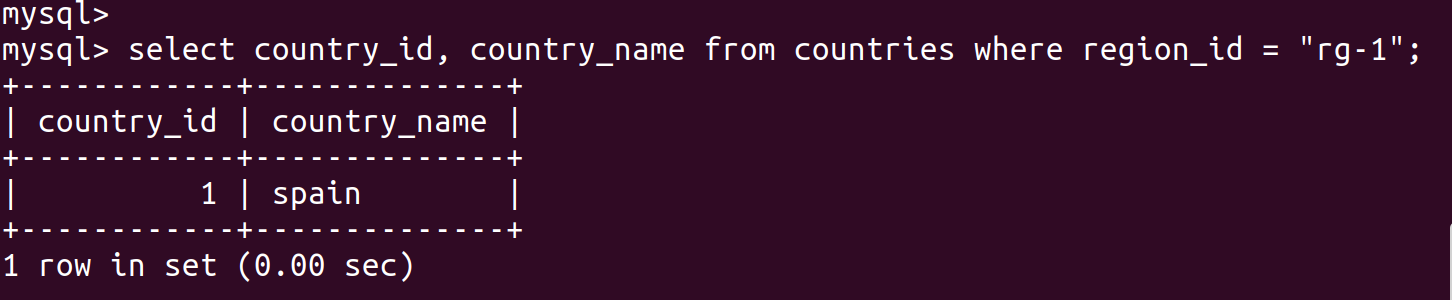 mysql>
mysql> select country_id, country_name from countries where region_id = "rg-1";
+------------+--------------+
| country_id | country_name |
+------------+--------------+
|          1 | spain        |
+------------+--------------+
1 row in set (0.00 sec)